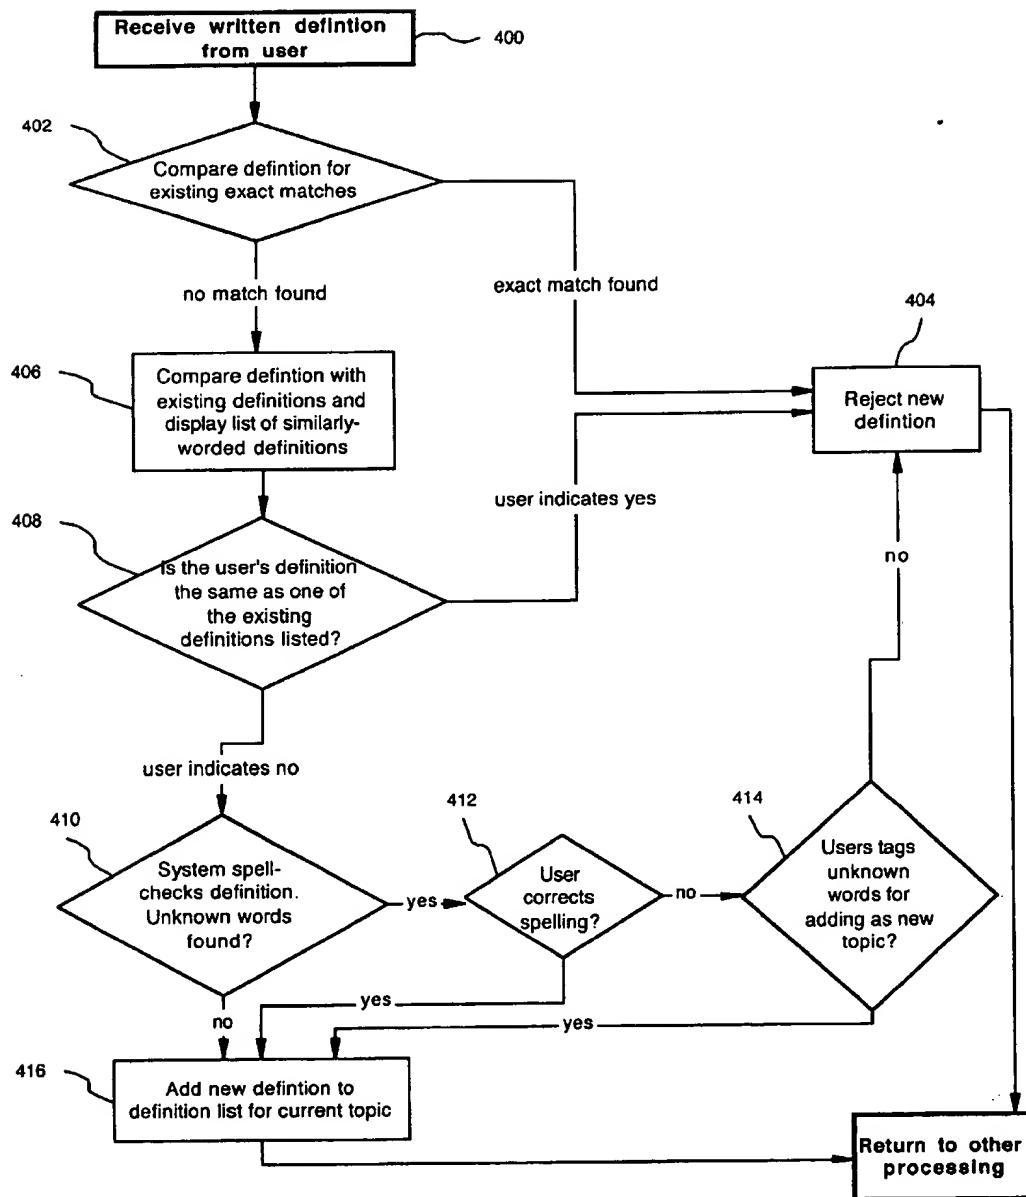 Receive written defintion
from user
400
402
Compare defintion for
existing exact matches
no match found
exact match found
404
406
Compare defintion with
existing definitions and
display list of similarly-
worded definitions
Reject new
defintion
user indicates yes
408
Is the user's definition
the same as one of
the existing
definitions listed?
no
user indicates no
410
System spell-
checks definition.
Unknown words
found?
yes
412
User
corrects
spelling?
no
414
Users tags
unknown
words for
adding as new
topic?
no
yes
yes
416
Add new defintion to
definition list for current topic
Return to other
processing